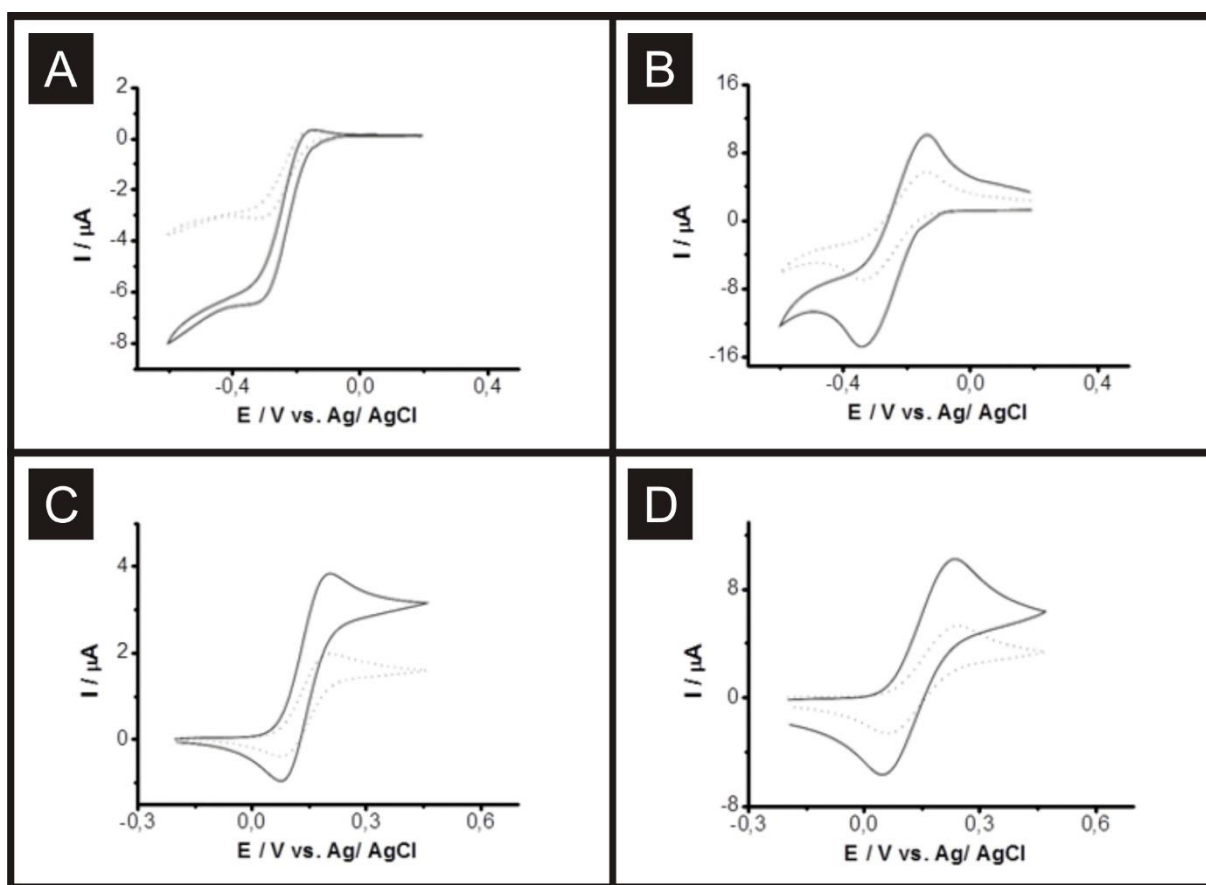 A
2
0
-2
-4
-6
-8
I / µA
-0,4 0,0 0,4
E / V vs. Ag/ AgCl
B
16
8
0
-8
-16
I / µA
-0,4 0,0 0,4
E / V vs. Ag/ AgCl
C
4
2
0
I / µA
-0,3 0,0 0,3 0,6
E / V vs. Ag/ AgCl
D
8
0
-8
I / µA
-0,3 0,0 0,3 0,6
E / V vs. Ag/ AgCl